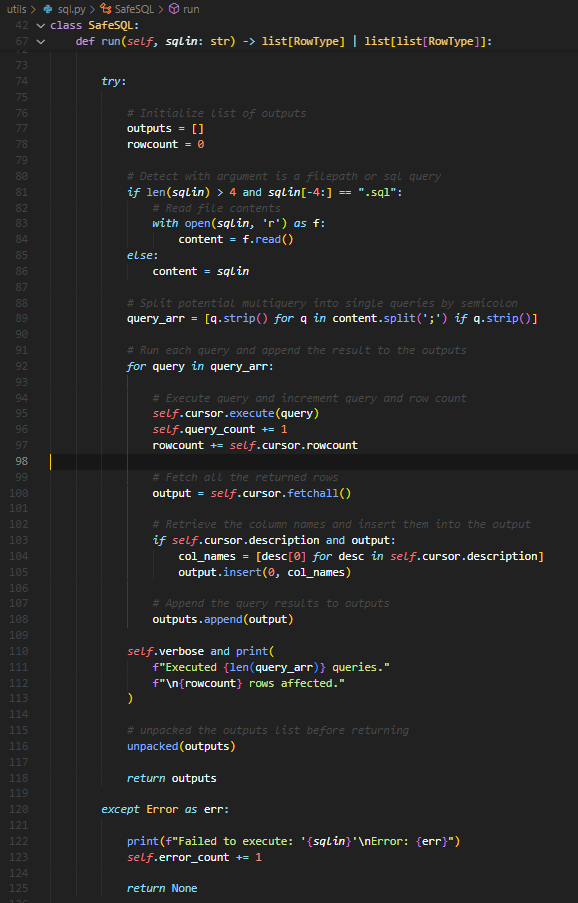 utils > sql.py > SafeSQL > run
42 class SafeSQL:
67 def run(self, sqlin: str) -> list[RowType] | list[list[RowType]]:
73
74 try:
75
76 # Initialize list of outputs
77 outputs = []
78 rowcount = 0
79
80 # Detect with argument is a filepath or sql query
81 if len(sqlin) > 4 and sqlin[-4:] == ".sql":
82 # Read file contents
83 with open(sqlin, 'r') as f:
84 content = f.read()
85 else:
86 content = sqlin
87
88 # Split potential multiquery into single queries by semicolon
89 query_arr = [q.strip() for q in content.split(';') if q.strip()]
90
91 # Run each query and append the result to the outputs
92 for query in query_arr:
93
94 # Execute query and increment query and row count
95 self.cursor.execute(query)
96 self.query_count += 1
97 rowcount += self.cursor.rowcount
98
99 # Fetch all the returned rows
100 output = self.cursor.fetchall()
101
102 # Retrieve the column names and insert them into the output
103 if self.cursor.description and output:
104 col_names = [desc[0] for desc in self.cursor.description]
105 output.insert(0, col_names)
106
107 # Append the query results to outputs
108 outputs.append(output)
109
110 self.verbose and print(
111 f"Executed {len(query_arr)} queries."
112 f"\n{rowcount} rows affected."
113 )
114
115 # unpacked the outputs list before returning
116 unpacked(outputs)
117
118 return outputs
119
120 except Error as err:
121
122 print(f"Failed to execute: '{sqlin}'\nError: {err}")
123 self.error_count += 1
124
125 return None